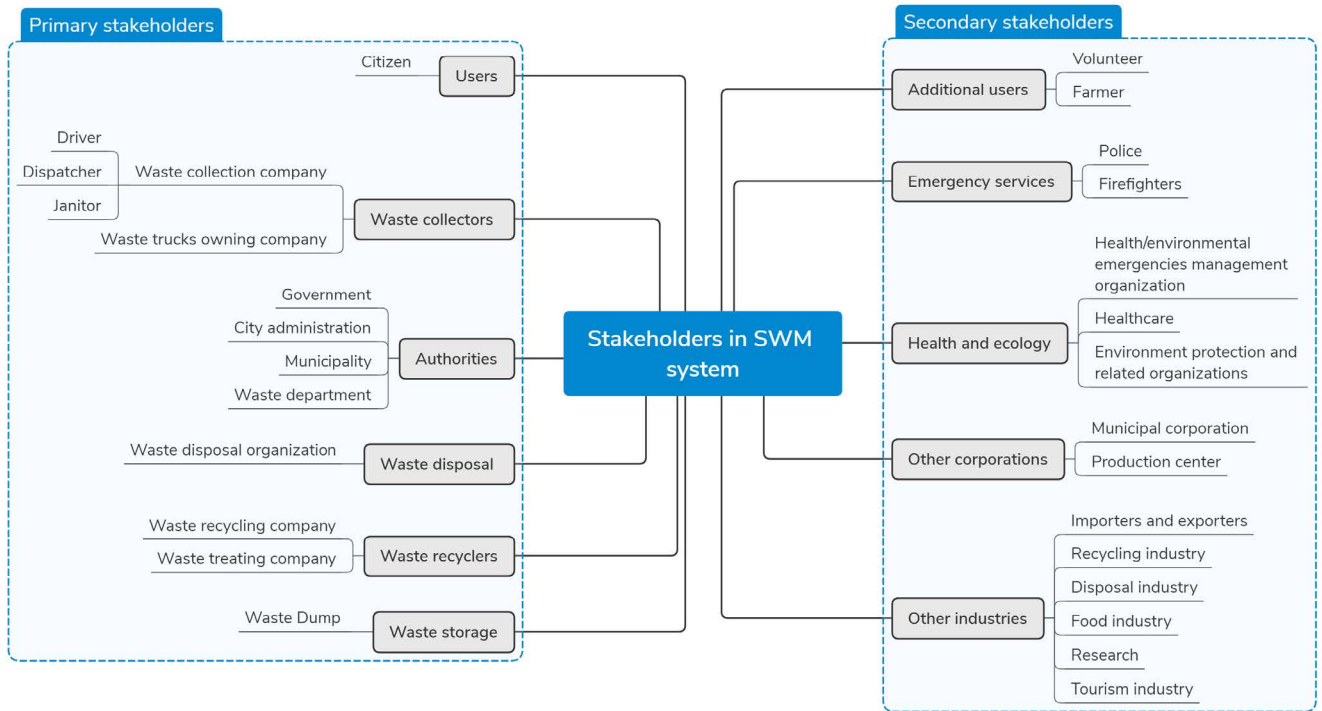 Primary stakeholders
Citizen
Users
Driver
Dispatcher
Janitor
Waste collection company
Waste trucks owning company
Waste collectors
Government
City administration
Municipality
Waste department
Authorities
Waste disposal organization
Waste disposal
Waste recycling company
Waste treating company
Waste recyclers
Waste Dump
Waste storage
Stakeholders in SWM
system
Secondary stakeholders
Additional users
Volunteer
Farmer
Emergency services
Police
Firefighters
Health and ecology
Health/environmental
emergencies management
organization
Healthcare
Environment protection and
related organizations
Other corporations
Municipal corporation
Production center
Other industries
Importers and exporters
Recycling industry
Disposal industry
Food industry
Research
Tourism industry